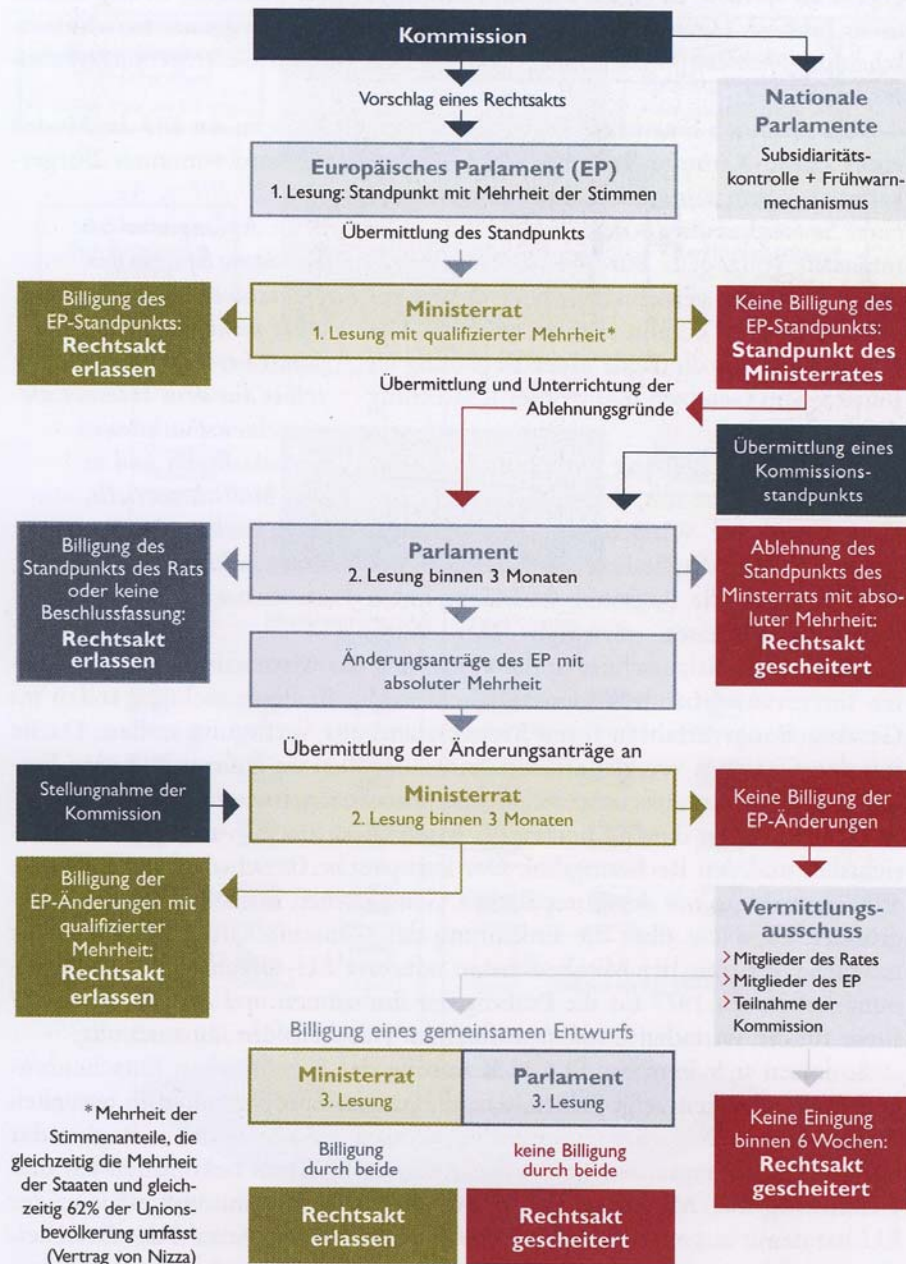 Kommission
Vorschlag eines Rechtsakts
Nationale
Parlamente
Subsidiaritäts-
kontrolle + Frühwarn-
mechanismus
Europäisches Parlament (EP)
1. Lesung: Standpunkt mit Mehrheit der Stimmen
Übermittlung des Standpunkts
Billigung des
EP-Standpunkts:
Rechtsakt
erlassen
Ministerrat
1. Lesung mit qualifizierter Mehrheit*
Keine Billigung des
EP-Standpunkts:
Standpunkt des
Ministerrates
Übermittlung und Unterrichtung der
Ablehnungsgründe
Übermittlung eines
Kommissions-
standpunkts
Billigung des
Standpunkts des Rats
oder keine
Beschlussfassung:
Rechtsakt
erlassen
Parlament
2. Lesung binnen 3 Monaten
Ablehnung des
Standpunkts des
Minsterrats mit abso-
luter Mehrheit:
Rechtsakt
gescheitert
Änderungsanträge des EP mit
absoluter Mehrheit
Übermittlung der Änderungsanträge an
Stellungnahme der
Kommission
Ministerrat
2. Lesung binnen 3 Monaten
Keine Billigung der
EP-Änderungen
Billigung der
EP-Änderungen mit
qualifizierter
Mehrheit:
Rechtsakt
erlassen
Vermittlungs-
ausschuss
> Mitglieder des Rates
> Mitglieder des EP
> Teilnahme der
Kommission
Billigung eines gemeinsamen Entwurfs
Ministerrat
3. Lesung
Parlament
3. Lesung
Keine Einigung
binnen 6 Wochen:
Rechtsakt
gescheitert
Billigung
durch beide
keine Billigung
durch beide
Rechtsakt
erlassen
Rechtsakt
gescheitert
*Mehrheit der
Stimmenanteile, die
gleichzeitig die Mehrheit
der Staaten und gleich-
zeitig 62% der Unions-
bevölkerung umfasst
(Vertrag von Nizza)